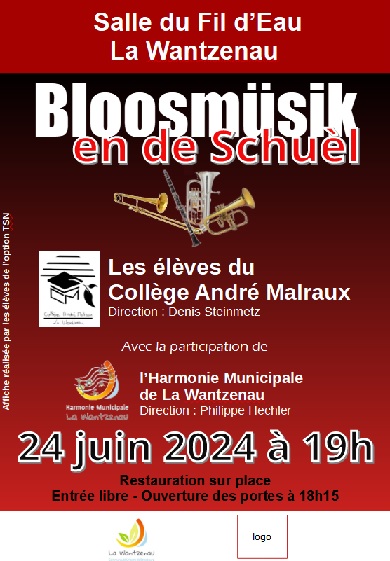 Salle du Fil d'Eau
La Wantzenau
Bloosmüsik
en de Schuèl
Affiche réalisée par les élèves de l'option TSN
Les élèves du
Collège André Malraux
Direction : Denis Steinmetz
Avec la participation de
l'Harmonie Municipale
de La Wantzenau
Direction : Philippe Hechler
Harmonie Municipale
La Wantzenau
24 juin 2024 à 19h
Restauration sur place
Entrée libre - Ouverture des portes à 18h15
La Wantzenau
logo